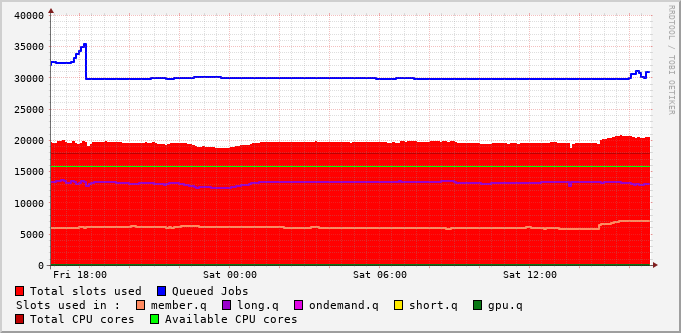 RRDTOOL / TOBI OETIKER
40000
35000
30000
25000
20000
15000
10000
5000
0
Fri 18:00 Sat 00:00 Sat 06:00 Sat 12:00
Total slots used Queued Jobs
Slots used in : member.q long.q ondemand.q short.q gpu.q
Total CPU cores Available CPU cores